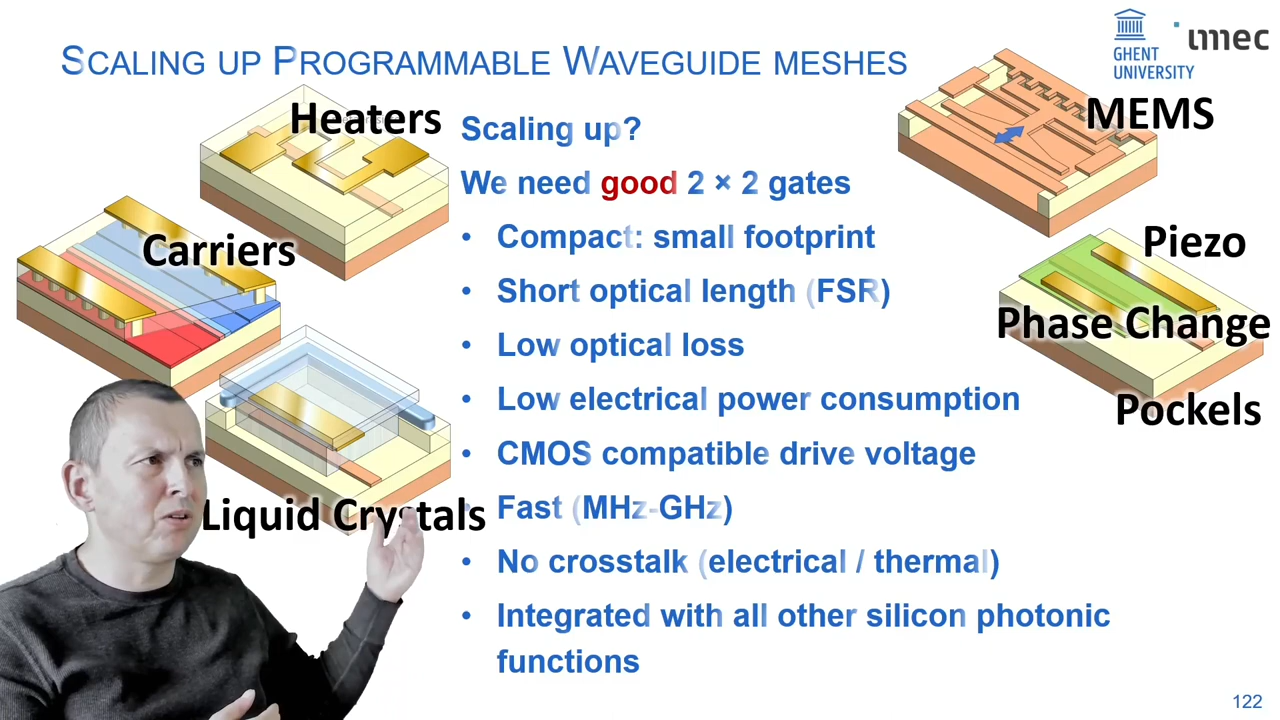 SCALING UP PROGRAMMABLE WAVEGUIDE MESHES
GHENT
UNIVERSITY
imec
Heaters
Carriers
Liquid Crystals
Scaling up?
We need good 2 × 2 gates
• Compact: small footprint
• Short optical length (FSR)
• Low optical loss
• Low electrical power consumption
• CMOS compatible drive voltage
• Fast (MHz-GHz)
• No crosstalk (electrical / thermal)
• Integrated with all other silicon photonic
functions
MEMS
Piezo
Phase Change
Pockels
122